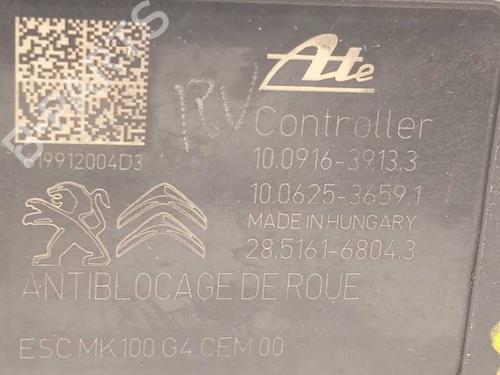 Ate
RV
Controller
19912004D3
10.0916-3913.3
10.0625-3659.1
MADE IN HUNGARY
28.5161-6804.3
ANTIBLOCAGE DE ROUE
ESC MK100 G4 CEM 00